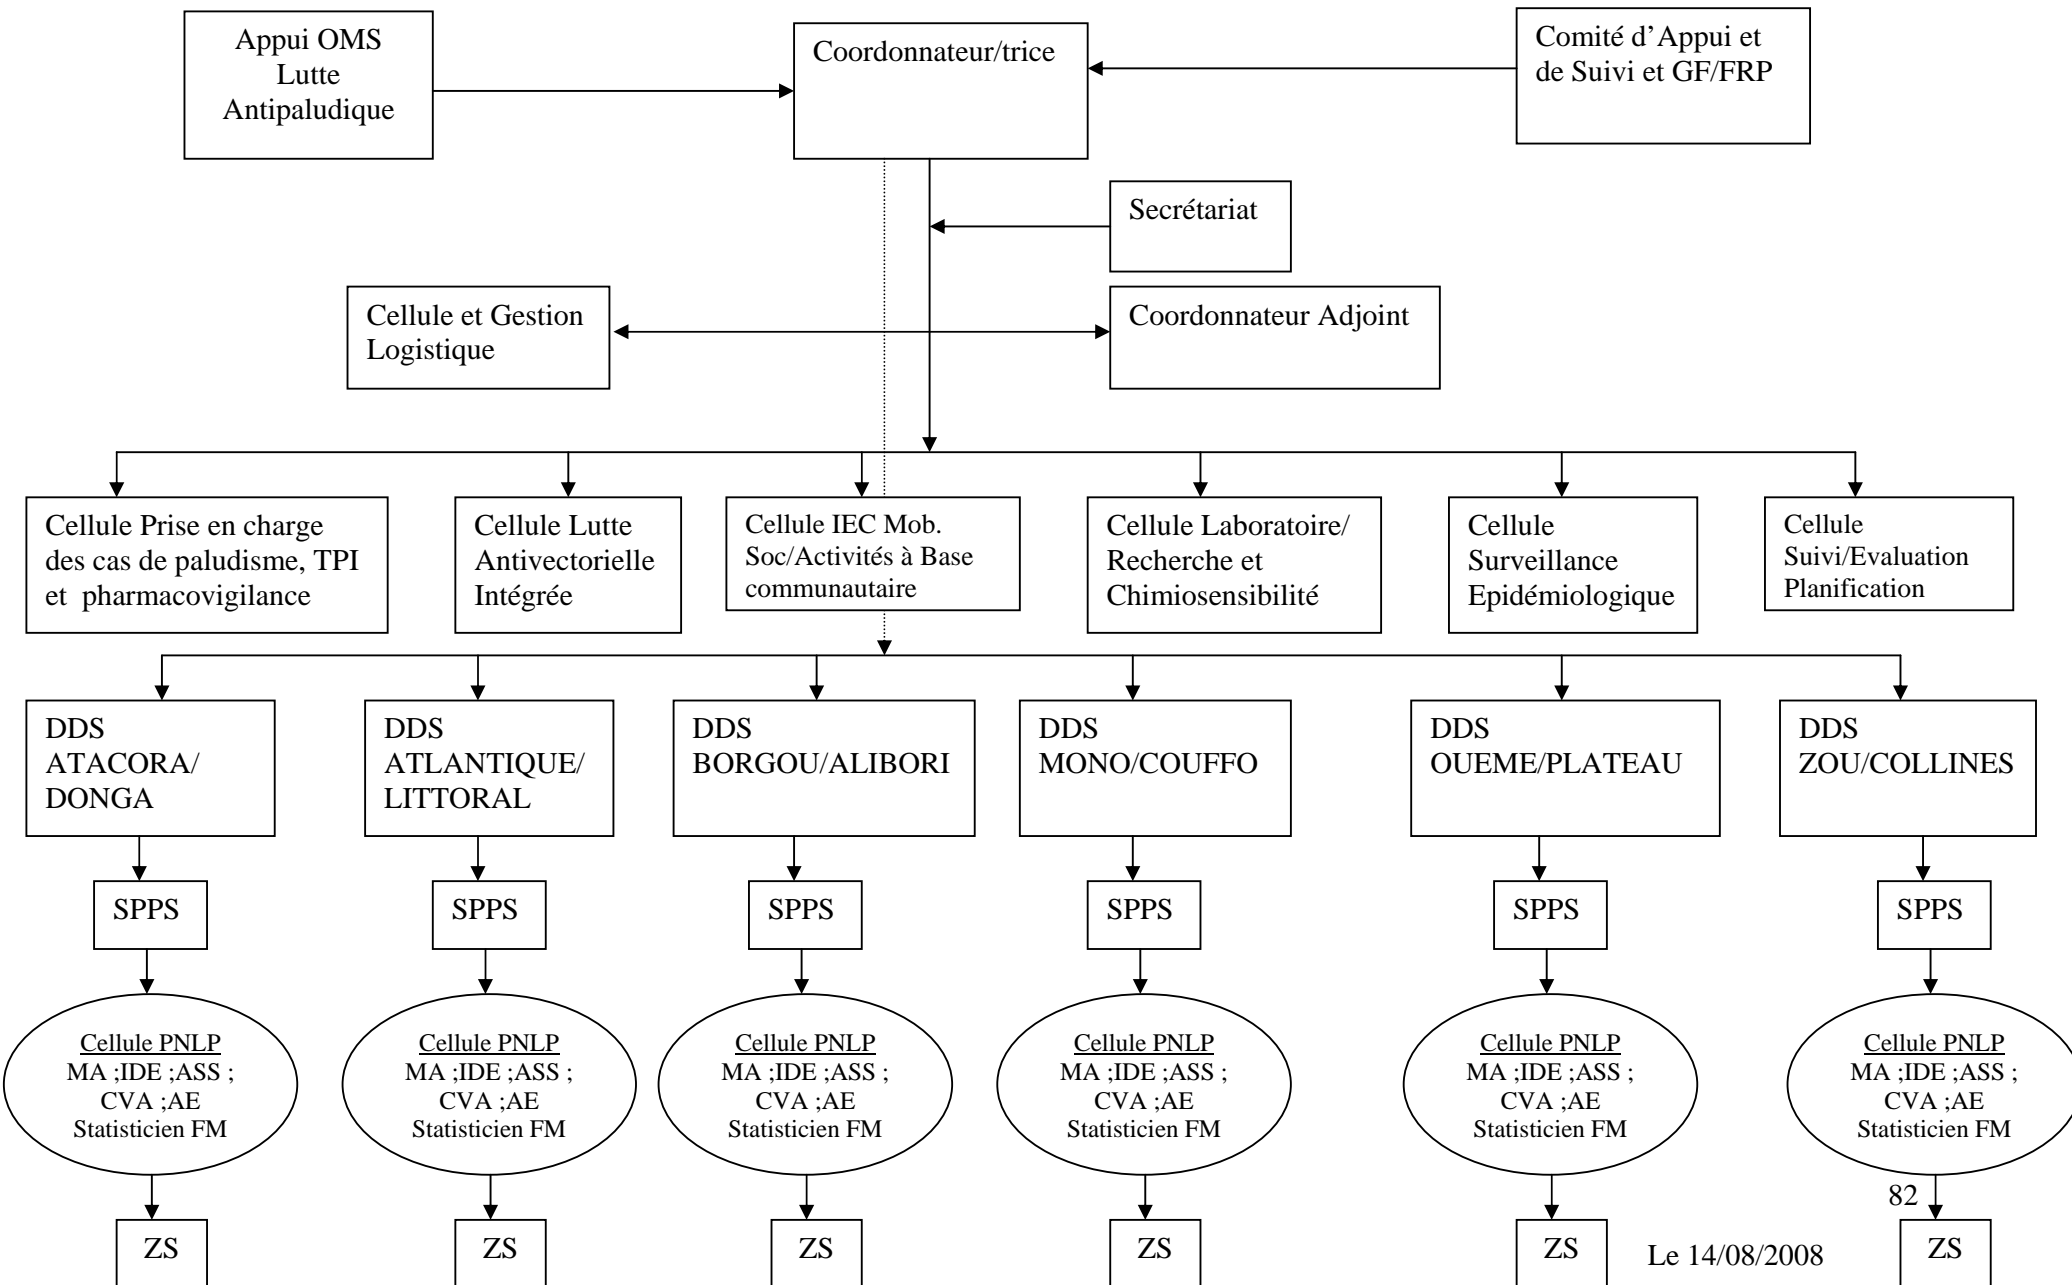 Appui OMS
Lutte
Antipaludique
Coordonnateur/trice
Comité d’Appui et
de Suivi et GF/FRP
Secrétariat
Cellule et Gestion
Logistique
Coordonnateur Adjoint
Cellule Prise en charge
des cas de paludisme, TPI
et pharmacovigilance
Cellule Lutte
Antivectorielle
Intégrée
Cellule IEC Mob.
Soc/Activités à Base
communautaire
Cellule Laboratoire/
Recherche et
Chimiosensibilité
Cellule
Surveillance
Epidémiologique
Cellule
Suivi/Evaluation
Planification
DDS
ATACORA/
DONGA
DDS
ATLANTIQUE/
LITTORAL
DDS
BORGOU/ALIBORI
DDS
MONO/COUFFO
DDS
OUEME/PLATEAU
DDS
ZOU/COLLINES
SPPS
SPPS
SPPS
SPPS
SPPS
SPPS
Cellule PNLP
MA ;IDE ;ASS ;
CVA ;AE
Statisticien FM
Cellule PNLP
MA ;IDE ;ASS ;
CVA ;AE
Statisticien FM
Cellule PNLP
MA ;IDE ;ASS ;
CVA ;AE
Statisticien FM
Cellule PNLP
MA ;IDE ;ASS ;
CVA ;AE
Statisticien FM
Cellule PNLP
MA ;IDE ;ASS ;
CVA ;AE
Statisticien FM
Cellule PNLP
MA ;IDE ;ASS ;
CVA ;AE
Statisticien FM
82
ZS
ZS
ZS
ZS
ZS
Le 14/08/2008
ZS